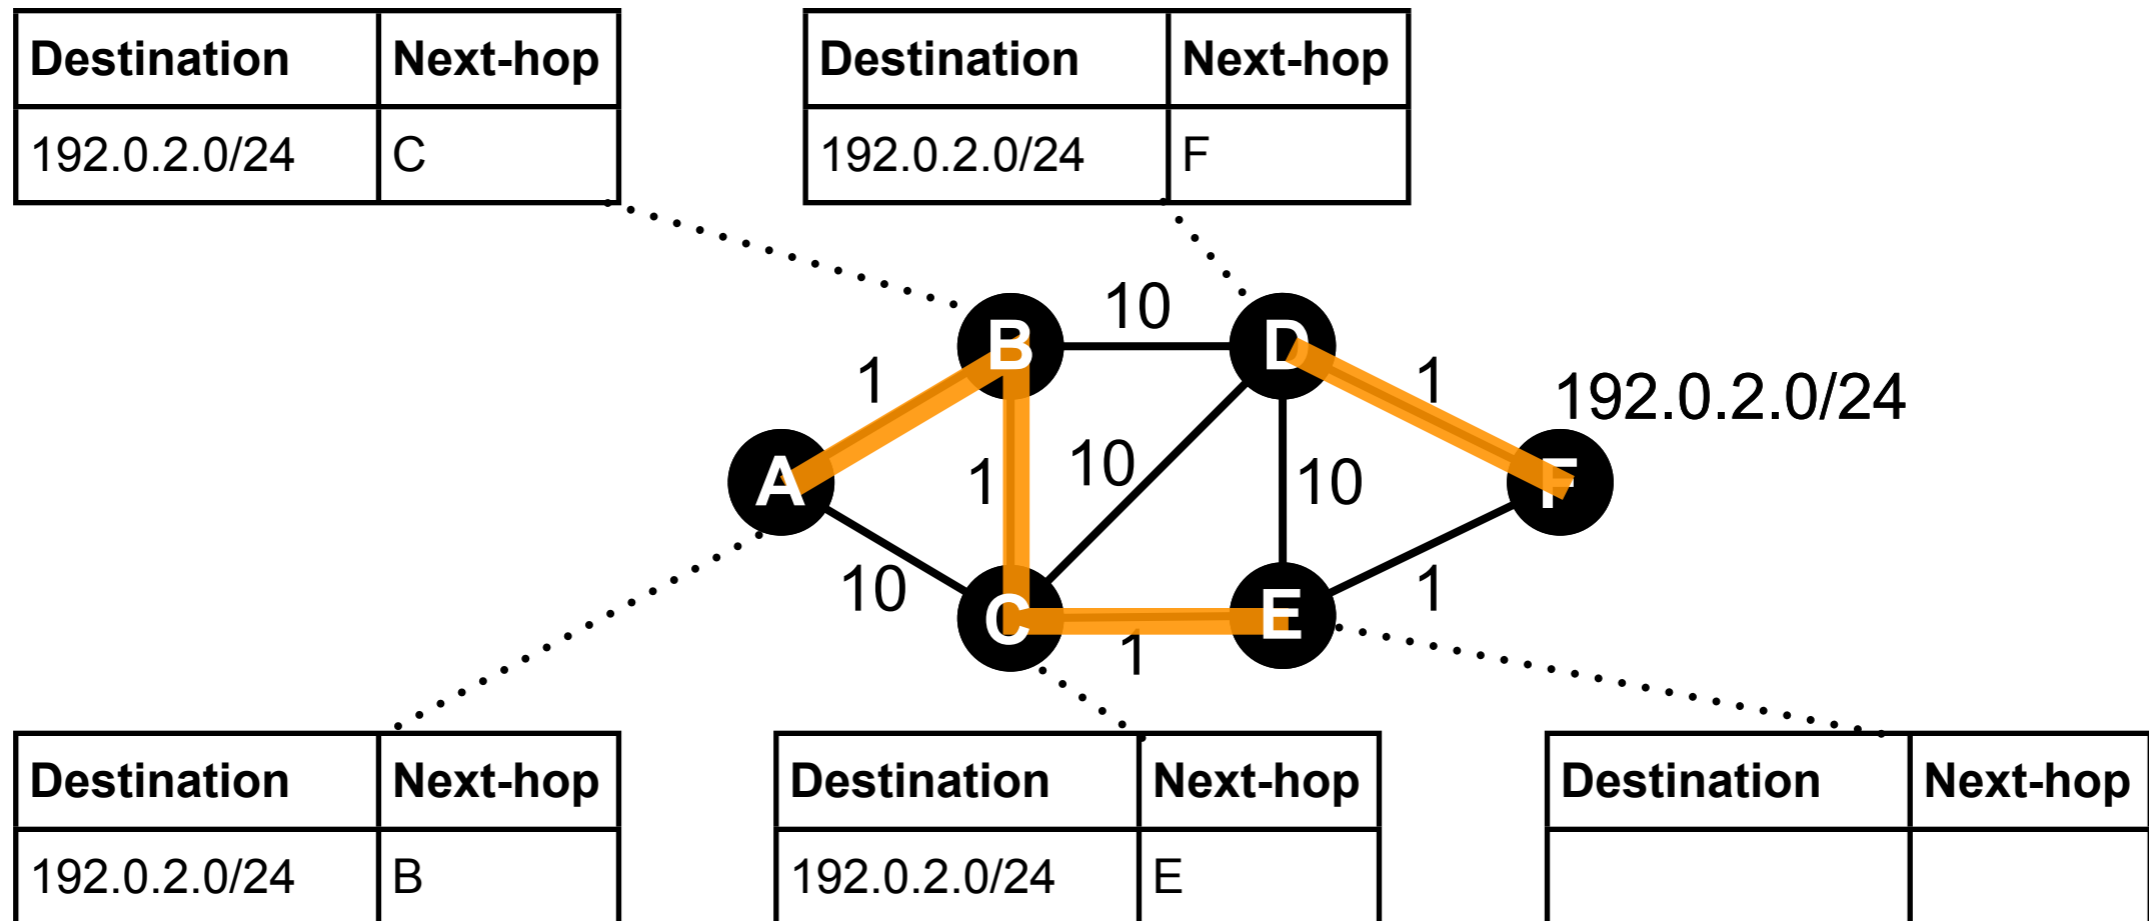 Destination Next-hop
192.0.2.0/24 C
Destination Next-hop
192.0.2.0/24 F
10
B
D
1
1
192.0.2.0/24
A
1
10
10
F
10
1
C
E
1
Destination Next-hop
192.0.2.0/24 B
Destination Next-hop
192.0.2.0/24 E
Destination Next-hop